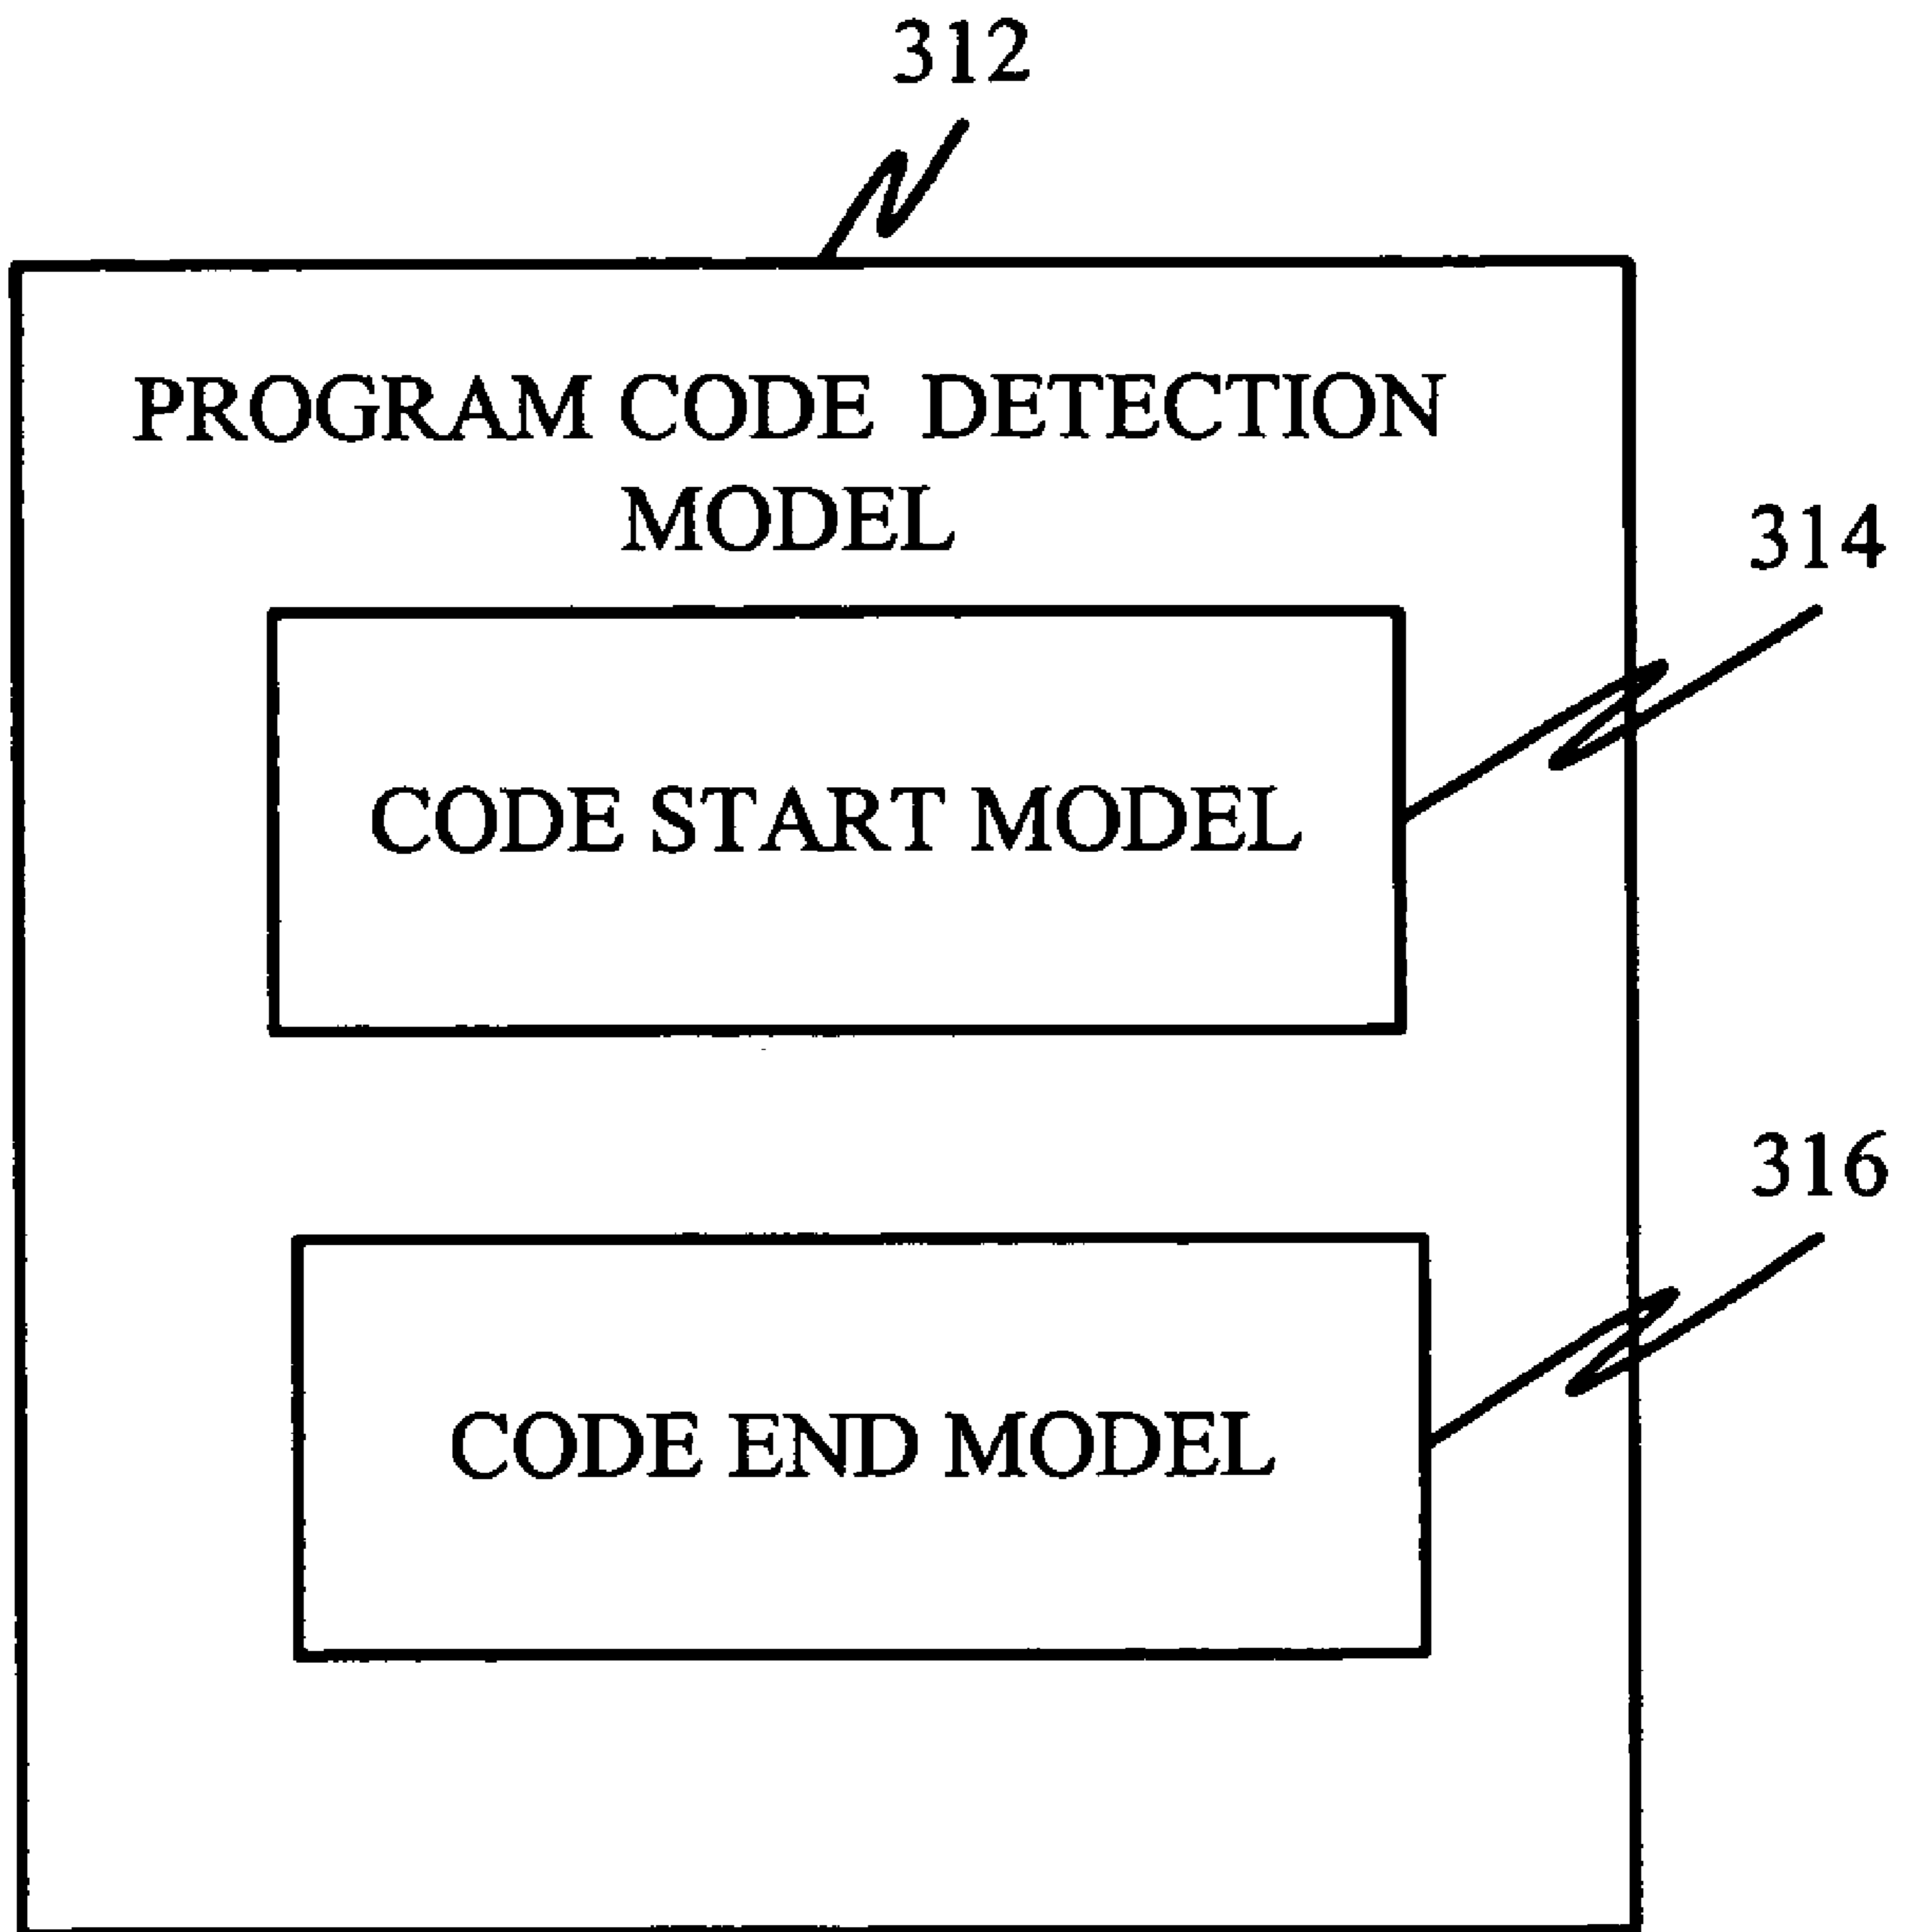 312
PROGRAM CODE DETECTION
MODEL
314
CODE START MODEL
316
CODE END MODEL